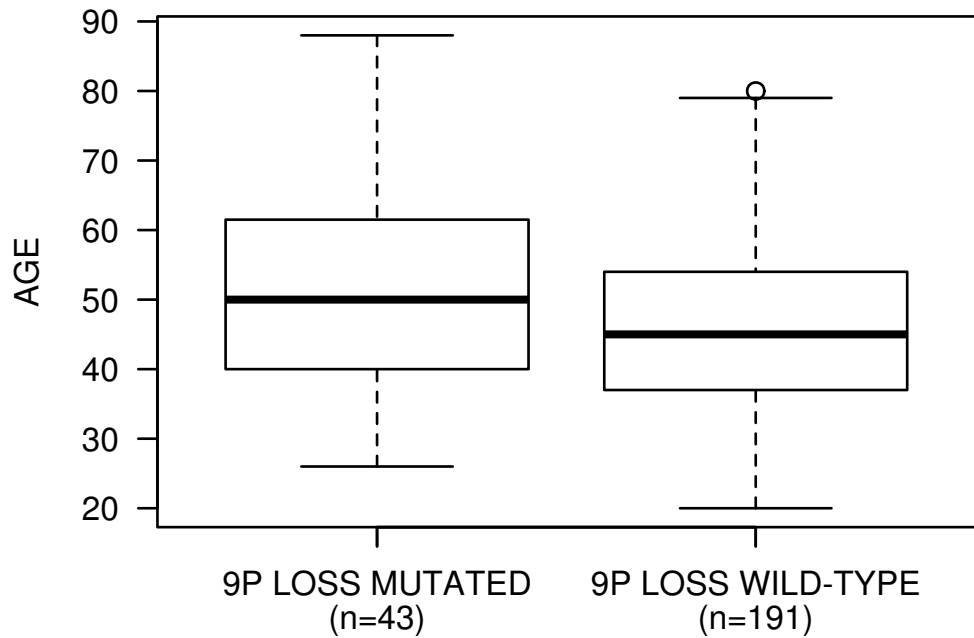 90
80
70
60
50
40
30
20
AGE
9P LOSS MUTATED
(n=43)
9P LOSS WILD-TYPE
(n=191)